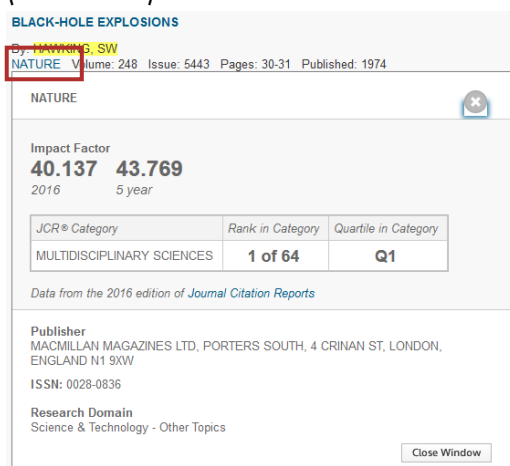 BLACK-HOLE EXPLOSIONS
By: HAWKING, SW
NATURE Volume: 248 Issue: 5443 Pages: 30-31 Published: 1974
NATURE
Impact Factor
40.137 43.769
2016 5 year
JCR® Category Rank in Category Quartile in Category
MULTIDISCIPLINARY SCIENCES 1 of 64 Q1
Data from the 2016 edition of Journal Citation Reports
Publisher
MACMILLAN MAGAZINES LTD, PORTERS SOUTH, 4 CRINAN ST, LONDON,
ENGLAND N1 9XW
ISSN: 0028-0836
Research Domain
Science & Technology - Other Topics
Close Window